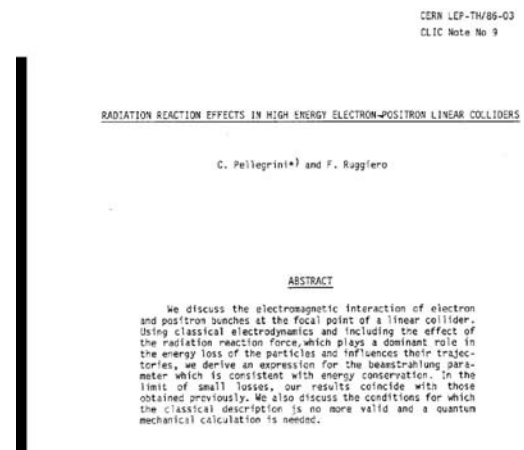 CERN LEP-TH/86-03
CLIC Note No 9
RADIATION REACTION EFFECTS IN HIGH ENERGY ELECTRON-POSITRON LINEAR COLLIDERS
C. Pellegrini*) and F. Ruggiero
ABSTRACT
We discuss the electromagnetic interaction of electron
and positron bunches at the focal point of a linear collider.
Using classical electrodynamics and including the effect of
the radiation reaction force,which plays a dominant role in
the energy loss of the particles and influences their trajec-
tories, we derive an expression for the beamstrahlung para-
meter which is consistent with energy conservation. In the
limit of small losses, our results coincide with those
obtained previously. We also discuss the conditions for which
the classical description is no more valid and a quantum
mechanical calculation is needed.